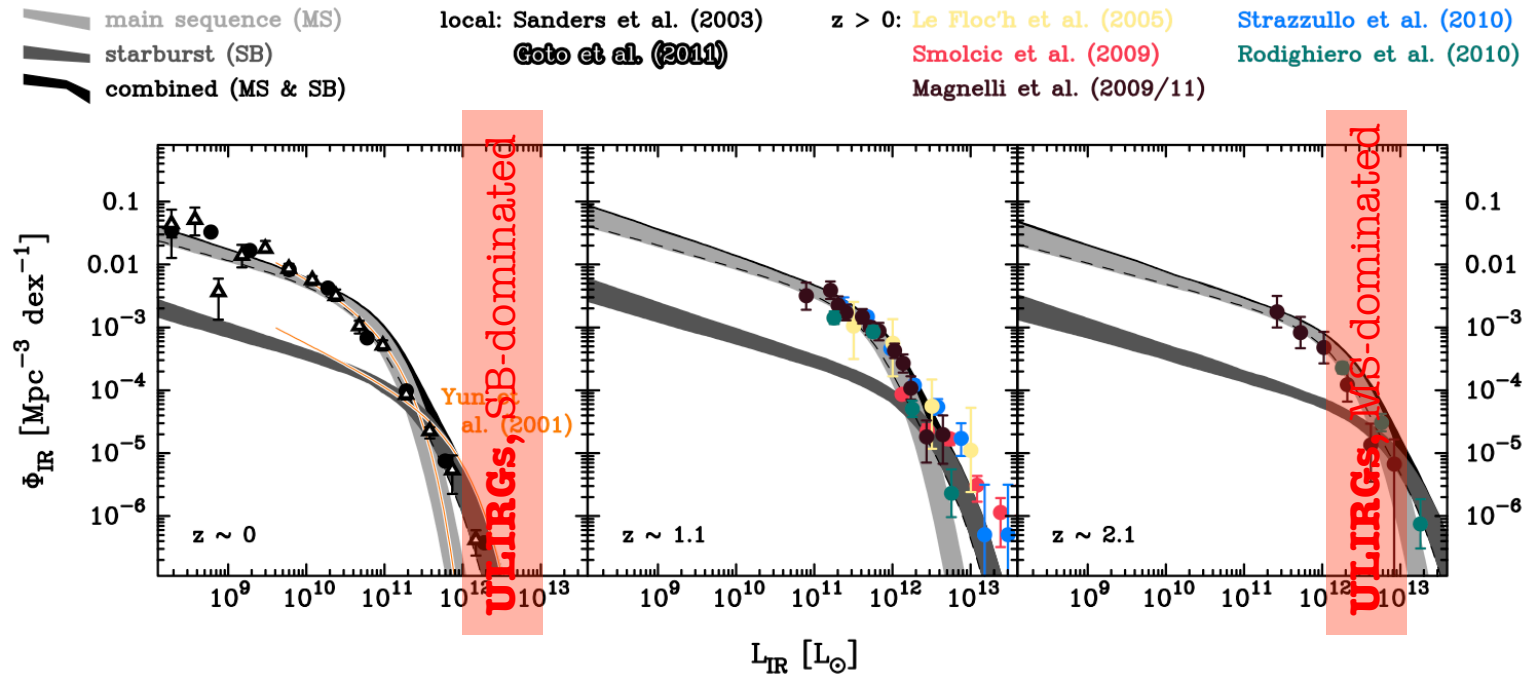 main sequence (MS)
starburst (SB)
combined (MS & SB)
local: Sanders et al. (2003)
Goto et al. (2011)
z > 0: Le Floc'h et al. (2005)
Smolcic et al. (2009)
Magnelli et al. (2009/11)
Strazzullo et al. (2010)
Rodighiero et al. (2010)
Φ_IR [Mpc⁻³ dex⁻¹]
0.1
0.01
10⁻³
10⁻⁴
10⁻⁵
10⁻⁶
z ~ 0
Yun et
al. (2001)
ULIRGs, SB-dominated
10⁹ 10¹⁰ 10¹¹ 10¹² 10¹³
z ~ 1.1
10⁹ 10¹⁰ 10¹¹ 10¹² 10¹³
z ~ 2.1
ULIRGs, MS-dominated
10⁹ 10¹⁰ 10¹¹ 10¹² 10¹³
0.1
0.01
10⁻³
10⁻⁴
10⁻⁵
10⁻⁶
L_IR [L_⊙]